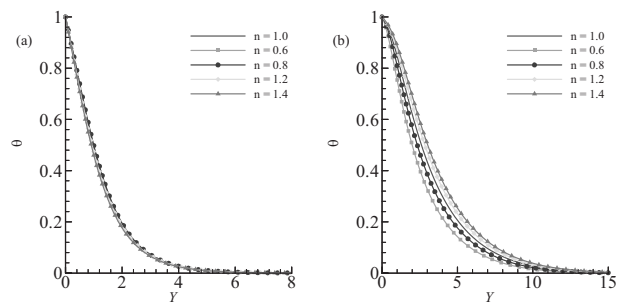 (a)
n = 1.0
n = 0.6
n = 0.8
n = 1.2
n = 1.4
1
0.8
0.6
0.4
0.2
0
θ
0 2 4 6 8
Y
(b)
n = 1.0
n = 0.6
n = 0.8
n = 1.2
n = 1.4
1
0.8
0.6
0.4
0.2
0
θ
0 5 10 15
Y